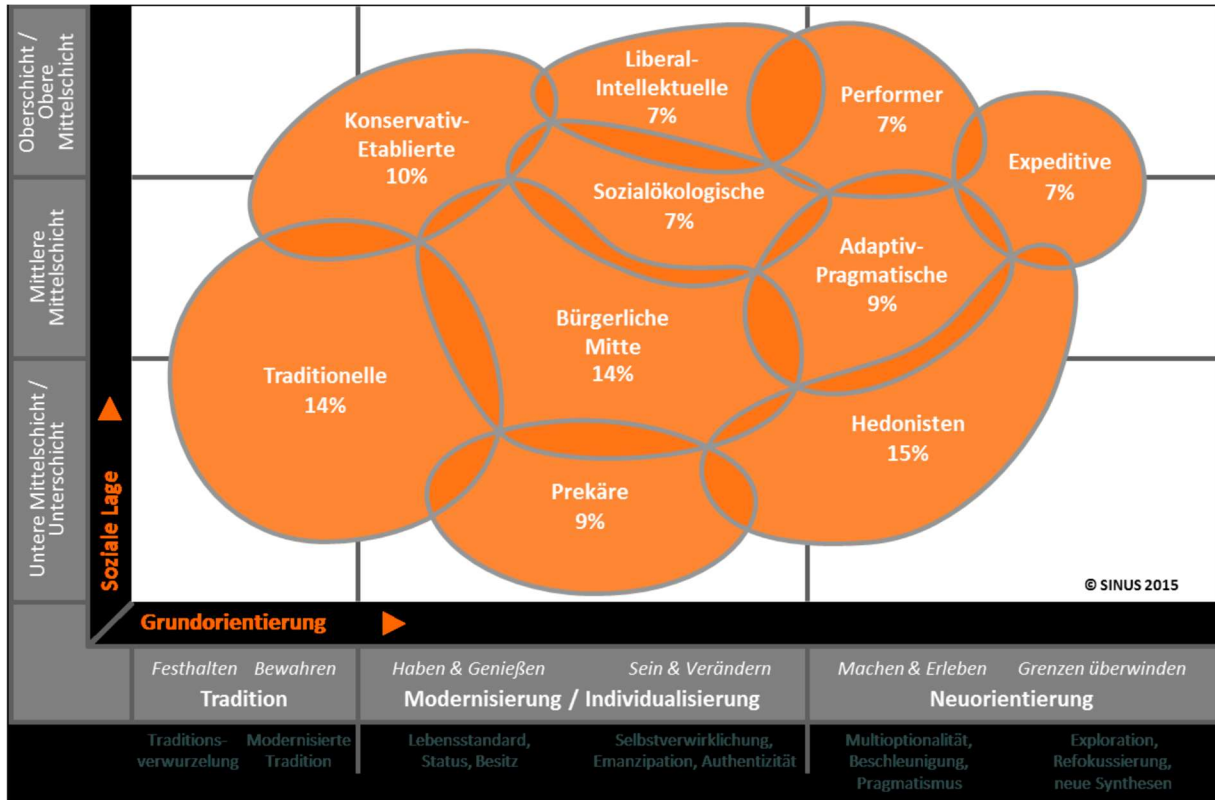 Oberschicht /
Obere
Mittelschicht
Mittlere
Mittelschicht
Untere Mittelschicht /
Unterschicht
Soziale Lage
Konservativ-
Etablierte
10%
Liberal-
Intellektuelle
7%
Performer
7%
Expeditive
7%
Sozialökologische
7%
Adaptiv-
Pragmatische
9%
Traditionelle
14%
Bürgerliche
Mitte
14%
Hedonisten
15%
Prekäre
9%
© SINUS 2015
Grundorientierung
Festhalten Bewahren
Tradition
Haben & Genießen Sein & Verändern
Modernisierung / Individualisierung
Machen & Erleben Grenzen überwinden
Neuorientierung
Traditions-
verwurzelung
Modernisierte
Tradition
Lebensstandard,
Status, Besitz
Selbstverwirklichung,
Emanzipation, Authentizität
Multioptionalität,
Beschleunigung,
Pragmatismus
Exploration,
Refokussierung,
neue Synthesen